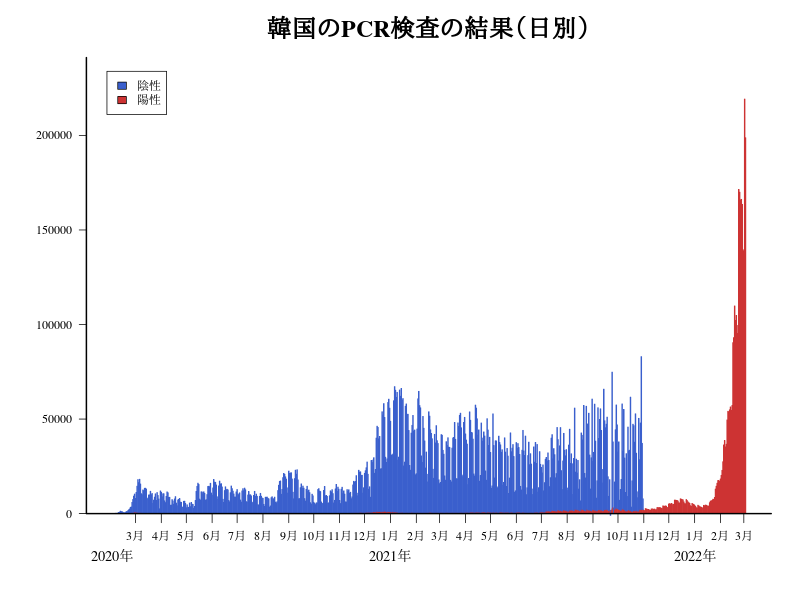 韓国のPCR検査の結果(日別)
陰性
陽性
200000
150000
100000
50000
0
3月 4月 5月 6月 7月 8月 9月 10月 11月 12月 1月 2月 3月 4月 5月 6月 7月 8月 9月 10月 11月 12月 1月 2月 3月
2020年 2021年 2022年